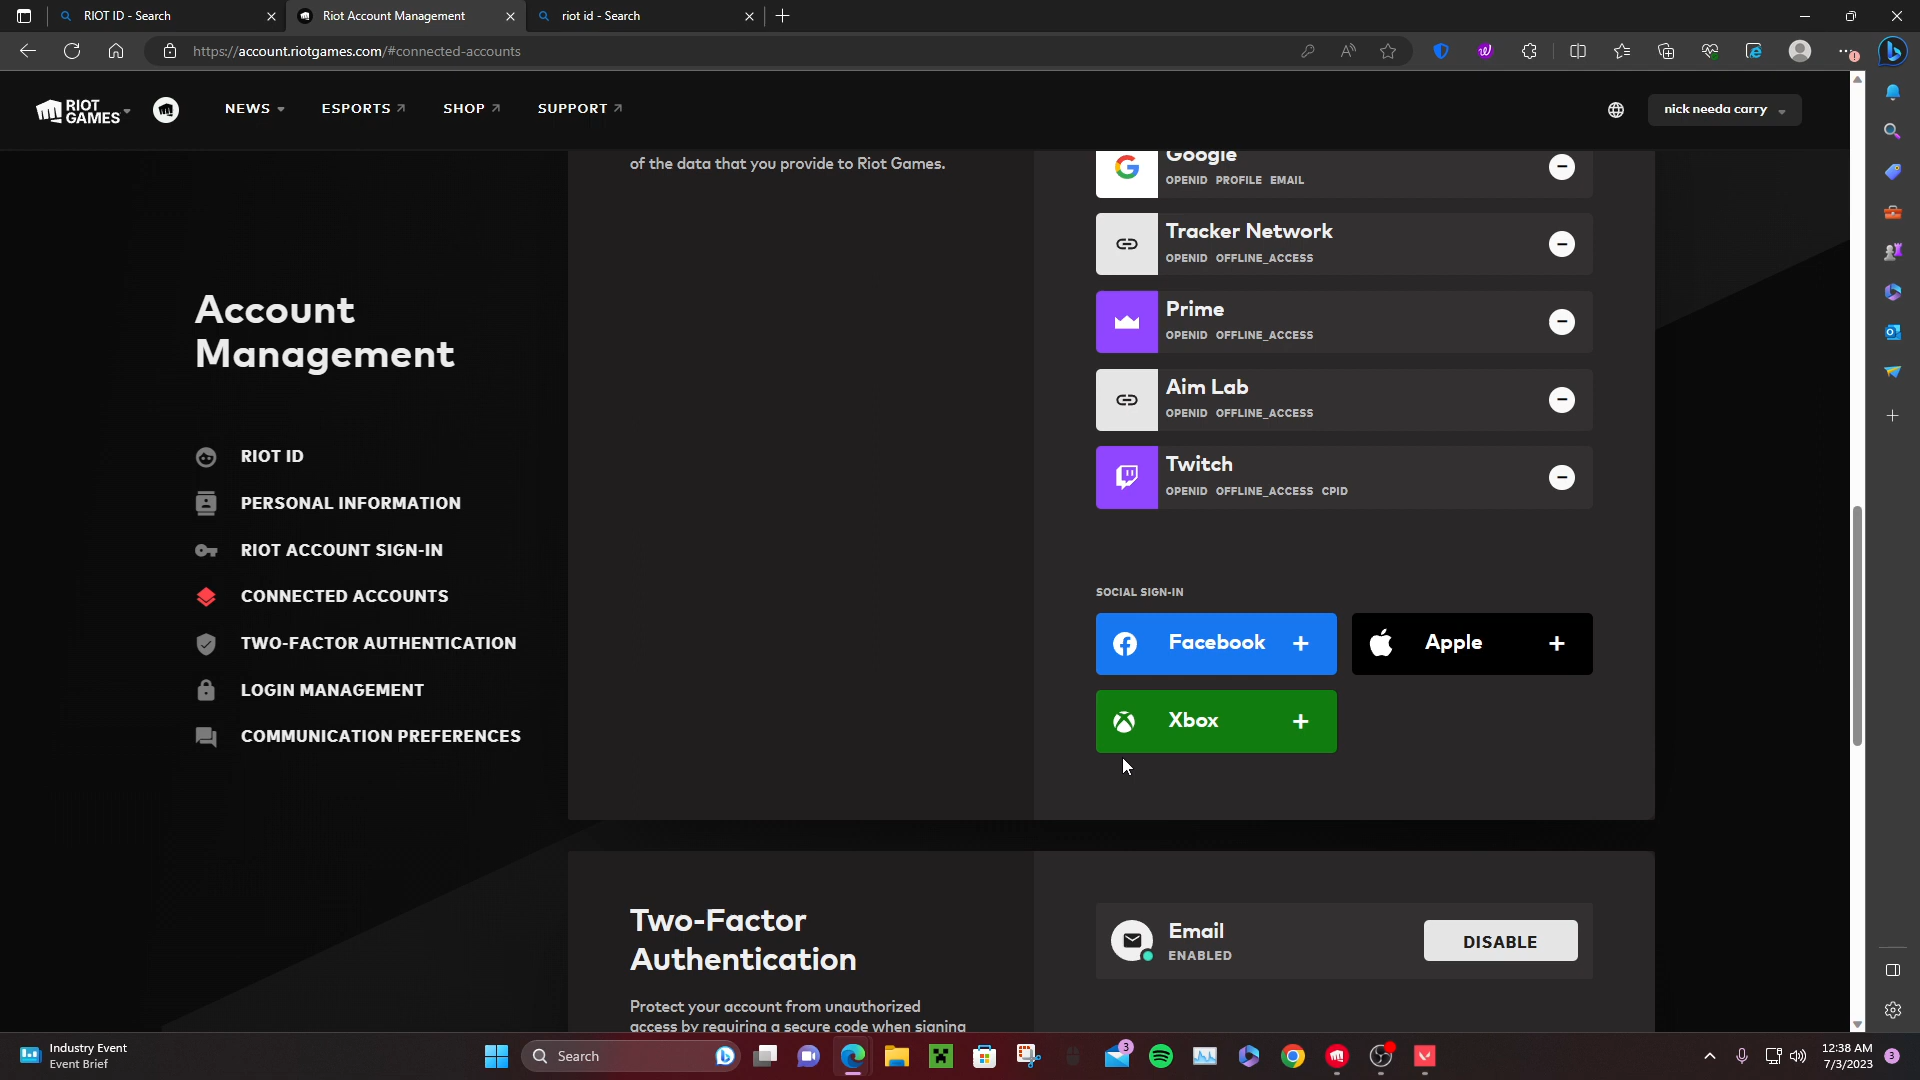 RIOT ID - Search
Riot Account Management
riot id - Search
https://account.riotgames.com/#connected-accounts
RIOT GAMES
NEWS
ESPORTS
SHOP
SUPPORT
nick needa carry
of the data that you provide to Riot Games.
Google
OPENID PROFILE EMAIL
Tracker Network
OPENID OFFLINE_ACCESS
Prime
OPENID OFFLINE_ACCESS
Aim Lab
OPENID OFFLINE_ACCESS
Twitch
OPENID OFFLINE_ACCESS CPID
Account
Management
RIOT ID
PERSONAL INFORMATION
RIOT ACCOUNT SIGN-IN
CONNECTED ACCOUNTS
TWO-FACTOR AUTHENTICATION
LOGIN MANAGEMENT
COMMUNICATION PREFERENCES
SOCIAL SIGN-IN
Facebook +
Apple +
Xbox +
Two-Factor
Authentication
Protect your account from unauthorized
access by requiring a secure code when signing
Email
ENABLED
DISABLE
Industry Event
Event Brief
Search
3
12:38 AM
7/3/2023
3